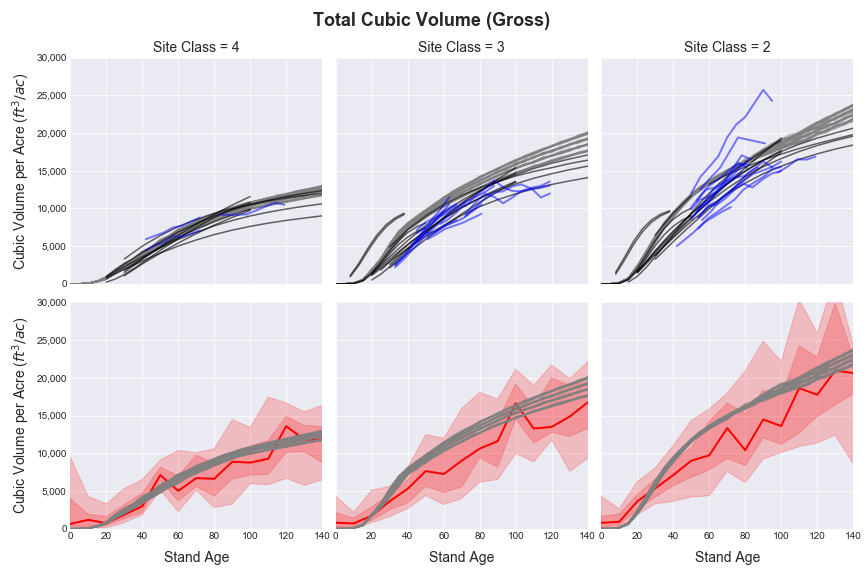 Total Cubic Volume (Gross)
Site Class = 4 Site Class = 3 Site Class = 2
Cubic Volume per Acre (ft³/ac)
30,000
25,000
20,000
15,000
10,000
5,000
0
Cubic Volume per Acre (ft³/ac)
30,000
25,000
20,000
15,000
10,000
5,000
0
0 20 40 60 80 100 120 140 0 20 40 60 80 100 120 140 0 20 40 60 80 100 120 140
Stand Age Stand Age Stand Age